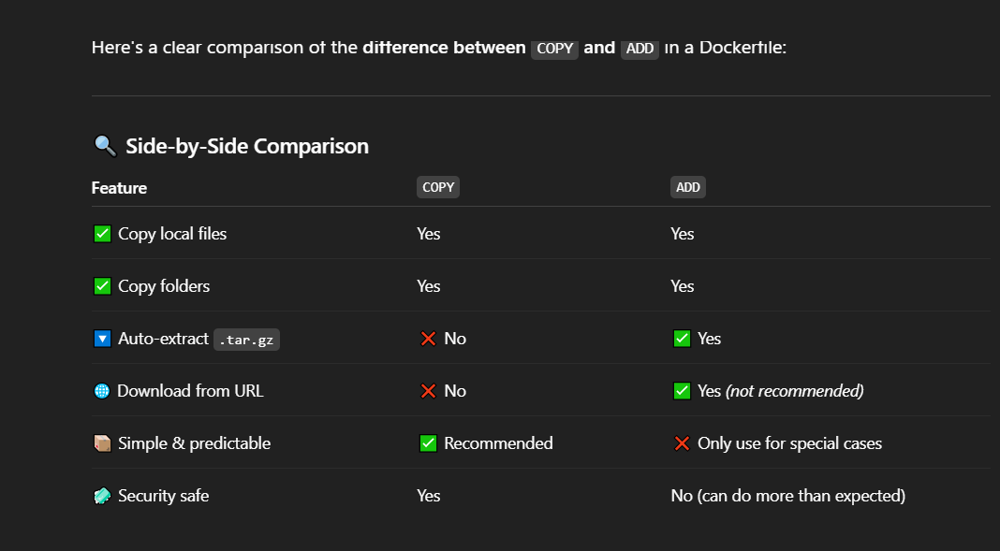 Here's a clear comparison of the difference between COPY and ADD in a Dockerfile:
Side-by-Side Comparison
Feature COPY ADD
Copy local files Yes Yes
Copy folders Yes Yes
Auto-extract .tar.gz No Yes
Download from URL No Yes (not recommended)
Simple & predictable Recommended Only use for special cases
Security safe Yes No (can do more than expected)